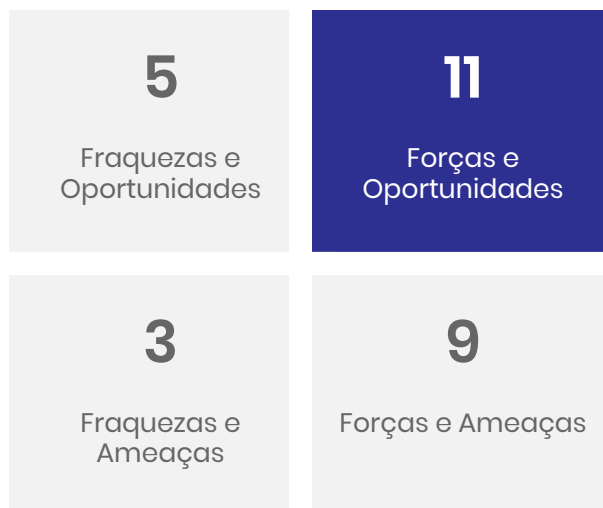 5
Fraquezas e
Oportunidades
11
Forças e
Oportunidades
3
Fraquezas e
Ameaças
9
Forças e Ameaças